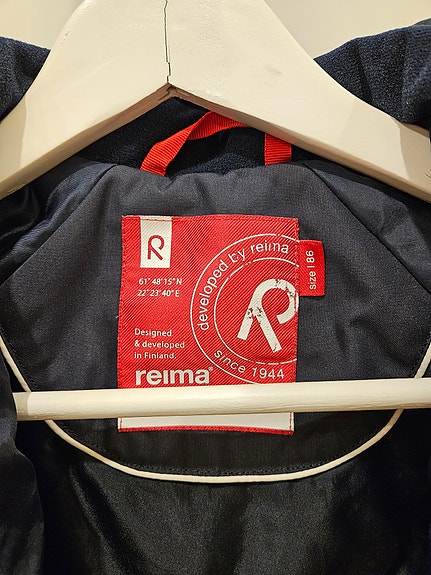 R
61° 48' 15" N
22° 23' 40" E
developed by reima
R
since 1944
size | 86
Designed
& developed
in Finland.
reima®